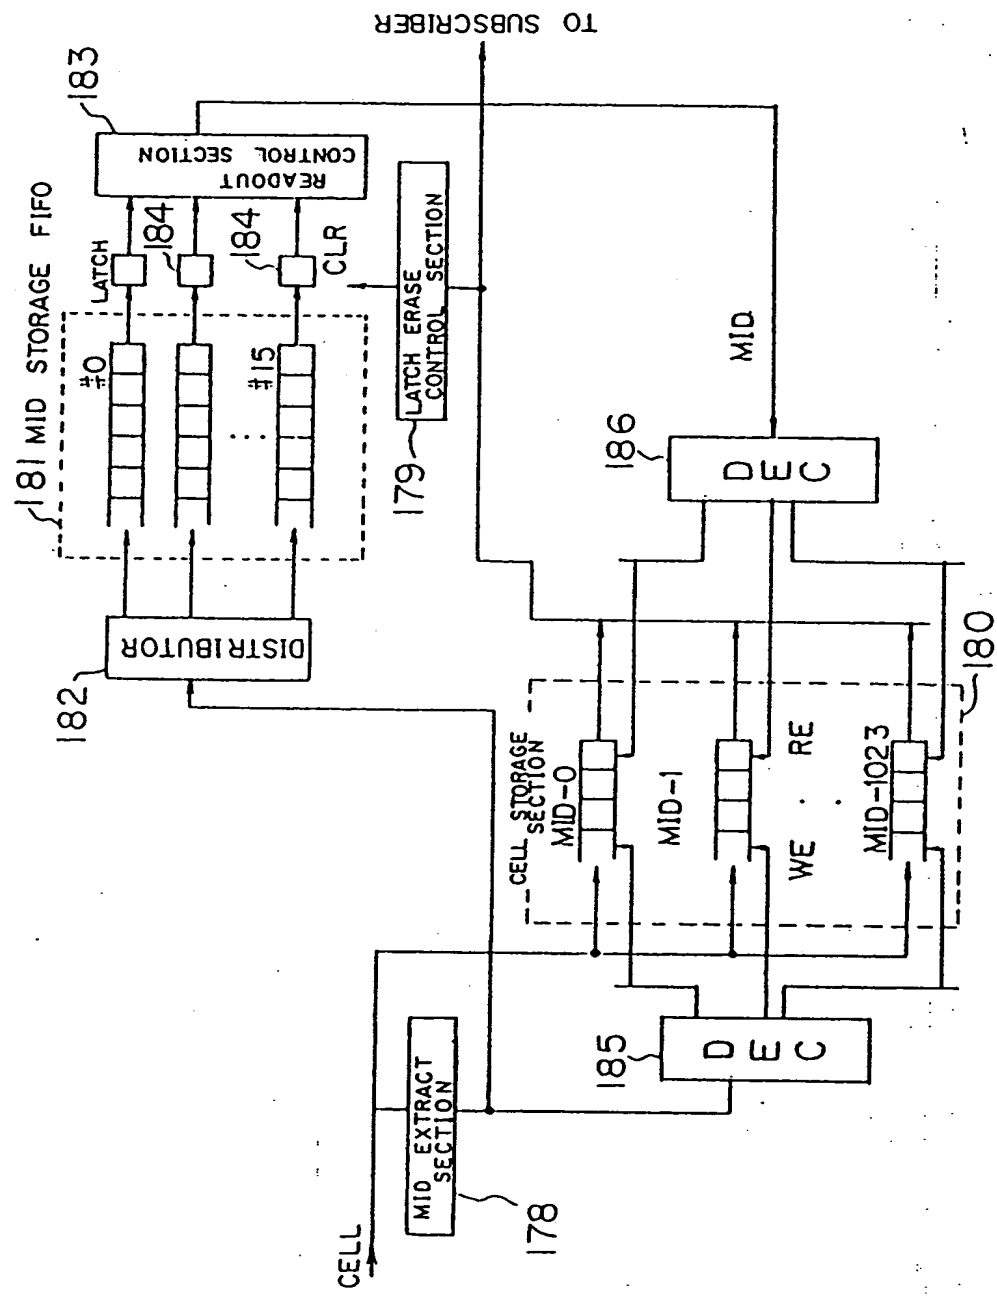 TO SUBSCRIBER
183
READOUT
CONTROL SECTION
181 MID STORAGE FIFO
LATCH
184
184
CLR
#0
#15
LATCH ERASE
CONTROL SECTION
179
182
DISTRIBUTOR
MID
186
DEC
CELL STORAGE
SECTION
180
MID-0
MID-1
MID-1023
WE
RE
185
DEC
MID EXTRACT
SECTION
178
CELL